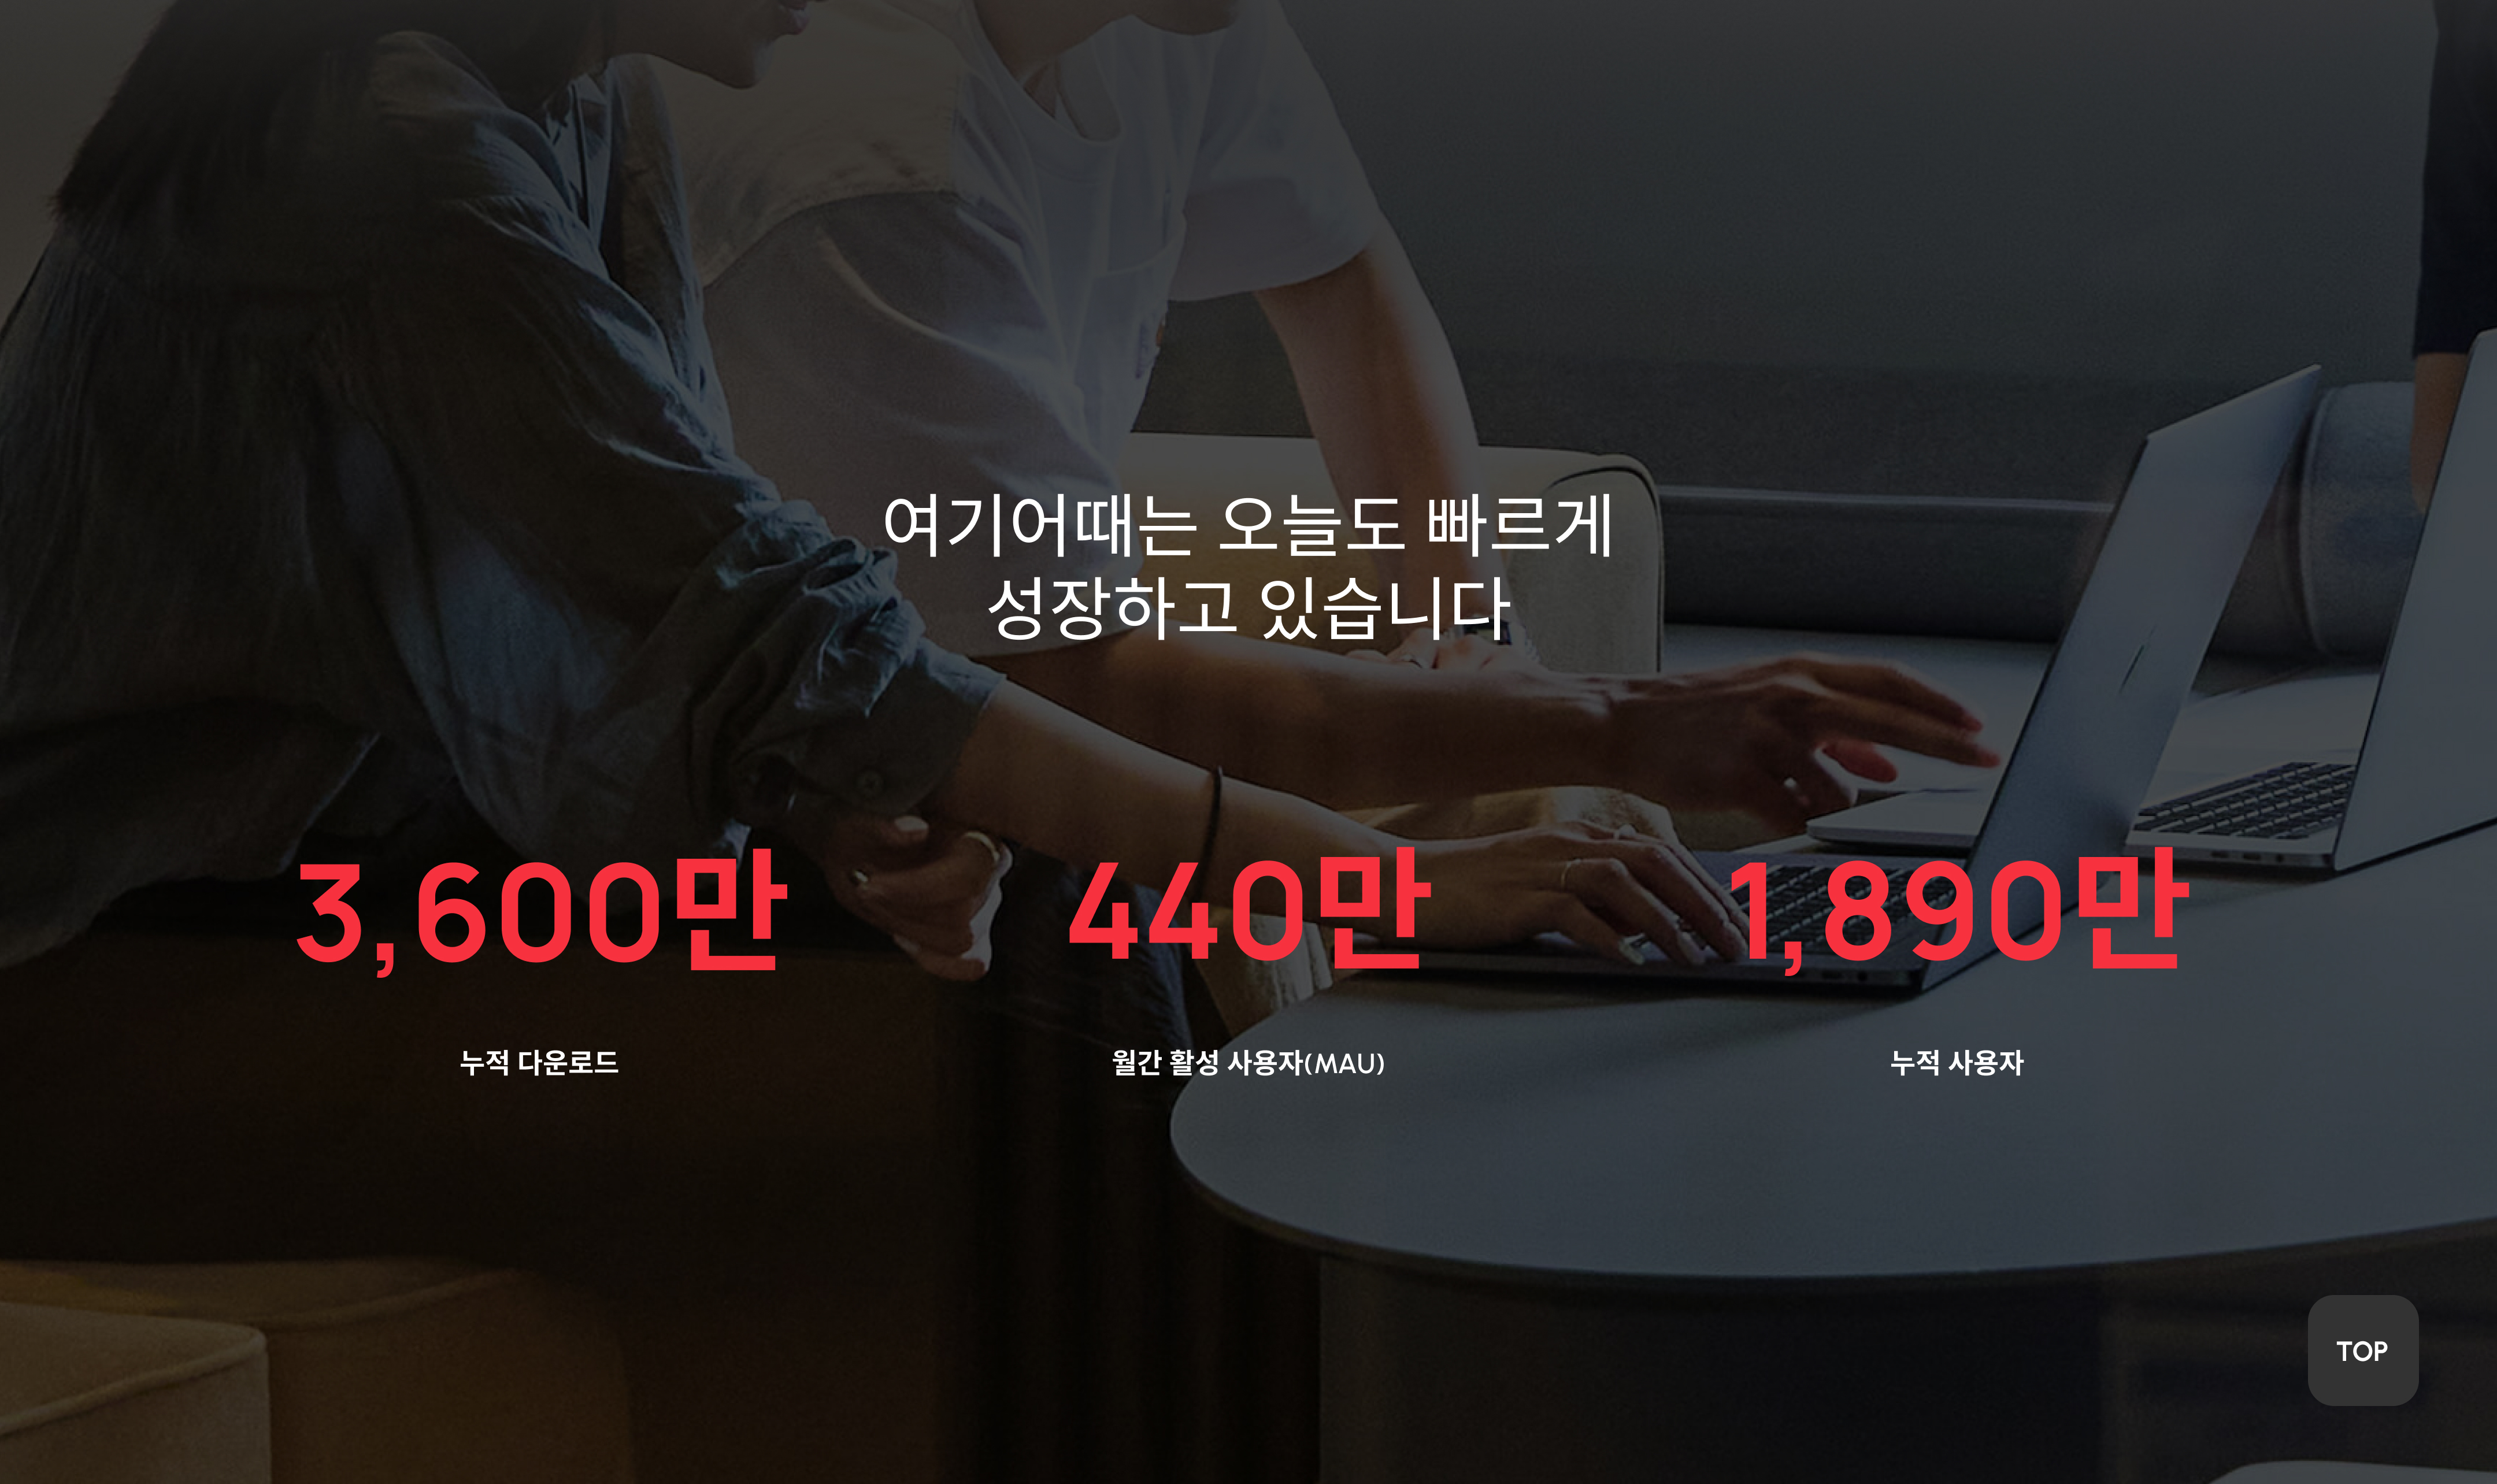 여기어때는 오늘도 빠르게
성장하고 있습니다
3,600만
440만
1,890만
누적 다운로드
월간 활성 사용자(MAU)
누적 사용자
TOP